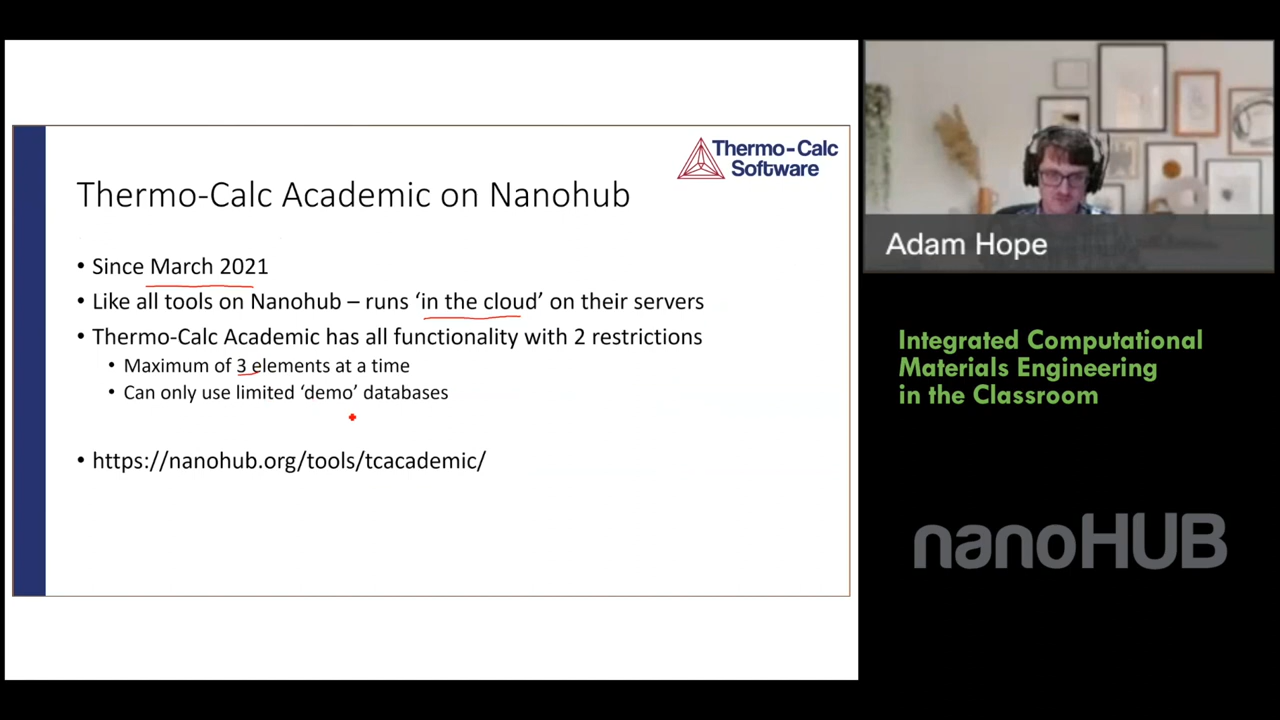 Thermo-Calc
Software
Thermo-Calc Academic on Nanohub
• Since March 2021
• Like all tools on Nanohub – runs ‘in the cloud’ on their servers
• Thermo-Calc Academic has all functionality with 2 restrictions
• Maximum of 3 elements at a time
• Can only use limited ‘demo’ databases
• https://nanohub.org/tools/tcacademic/
Adam Hope
Integrated Computational
Materials Engineering
in the Classroom
nanoHUB